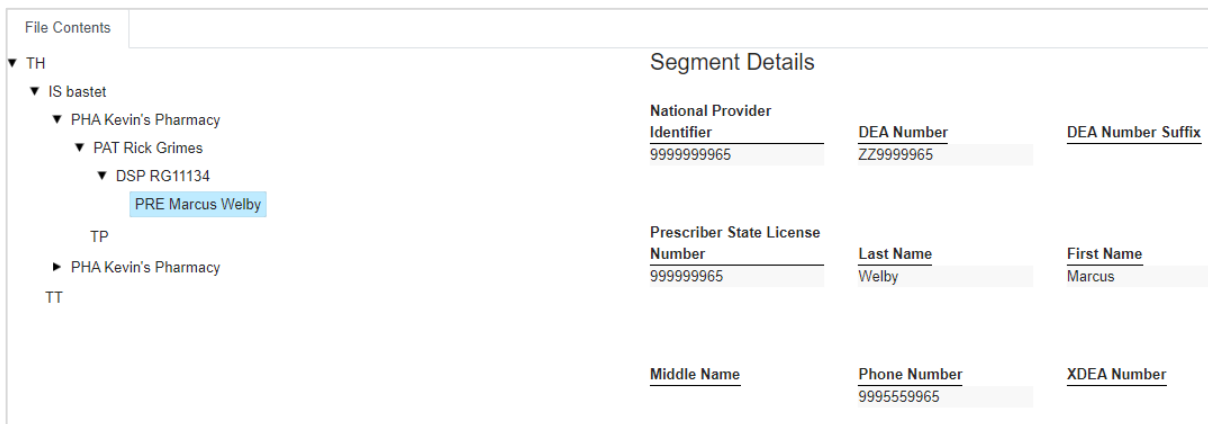 File Contents
TH
IS bastet
PHA Kevin's Pharmacy
PAT Rick Grimes
DSP RG11134
PRE Marcus Welby
TP
PHA Kevin's Pharmacy
TT
Segment Details
National Provider
Identifier DEA Number DEA Number Suffix
9999999965 ZZ9999965
Prescriber State License
Number Last Name First Name
999999965 Welby Marcus
Middle Name Phone Number XDEA Number
9995559965